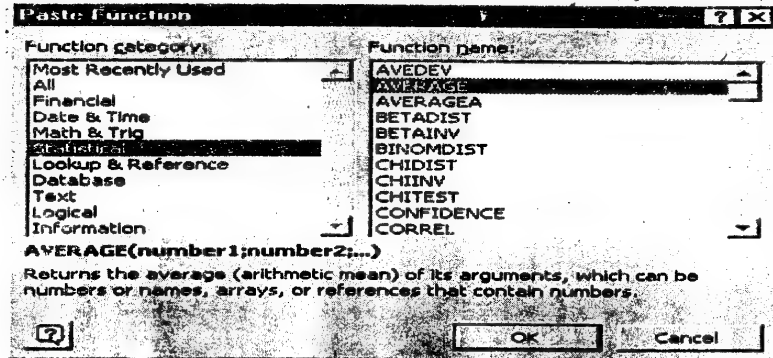 Paste Function
Function category:
Most Recently Used
All
Financial
Date & Time
Math & Trig
Statistical
Lookup & Reference
Database
Text
Logical
Information
Function name:
AVEDEV
AVERAGE
AVERAGEA
BETADIST
BETAINV
BINOMDIST
CHIDIST
CHIINV
CHITEST
CONFIDENCE
CORREL
AVERAGE(number1;number2;...)
Returns the average (arithmetic mean) of its arguments, which can be
numbers or names, arrays, or references that contain numbers.
OK
Cancel